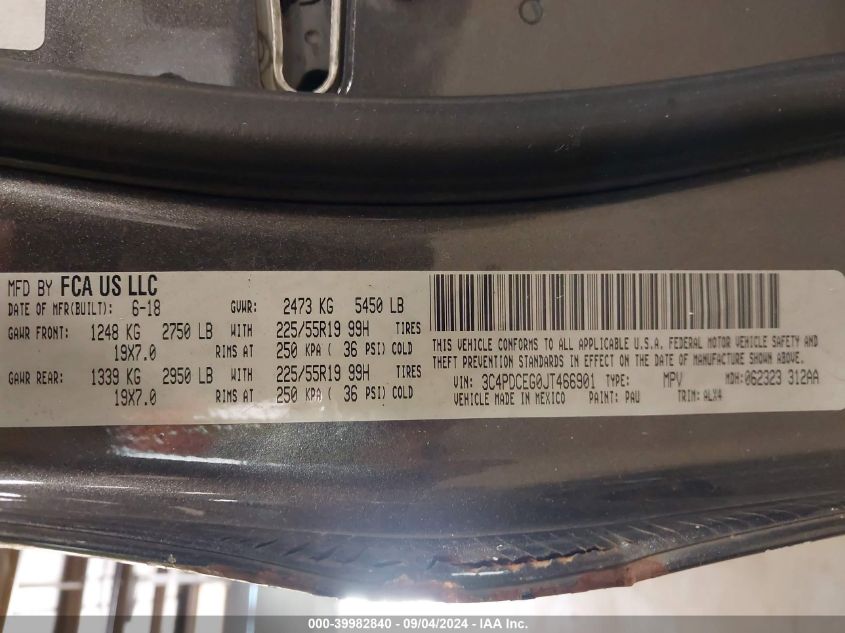 MFD BY FCA US LLC
DATE OF MFR(BUILT): 6-18 GVWR: 2473 KG 5450 LB
GAWR FRONT: 1248 KG 2750 LB WITH 225/55R19 99H TIRES
19X7.0 RIMS AT 250 KPA ( 36 PSI) COLD
GAWR REAR: 1339 KG 2950 LB WITH 225/55R19 99H TIRES
19X7.0 RIMS AT 250 KPA ( 36 PSI) COLD
THIS VEHICLE CONFORMS TO ALL APPLICABLE U.S.A. FEDERAL MOTOR VEHICLE SAFETY AND
THEFT PREVENTION STANDARDS IN EFFECT ON THE DATE OF MANUFACTURE SHOWN ABOVE.
VIN: 3C4PDCEG0JT466901 TYPE: MPV MDH: 062323 312AA
VEHICLE MADE IN MEXICO PAINT: PAU TRIM: ALX4
000-39982840 - 09/04/2024 - IAA Inc.